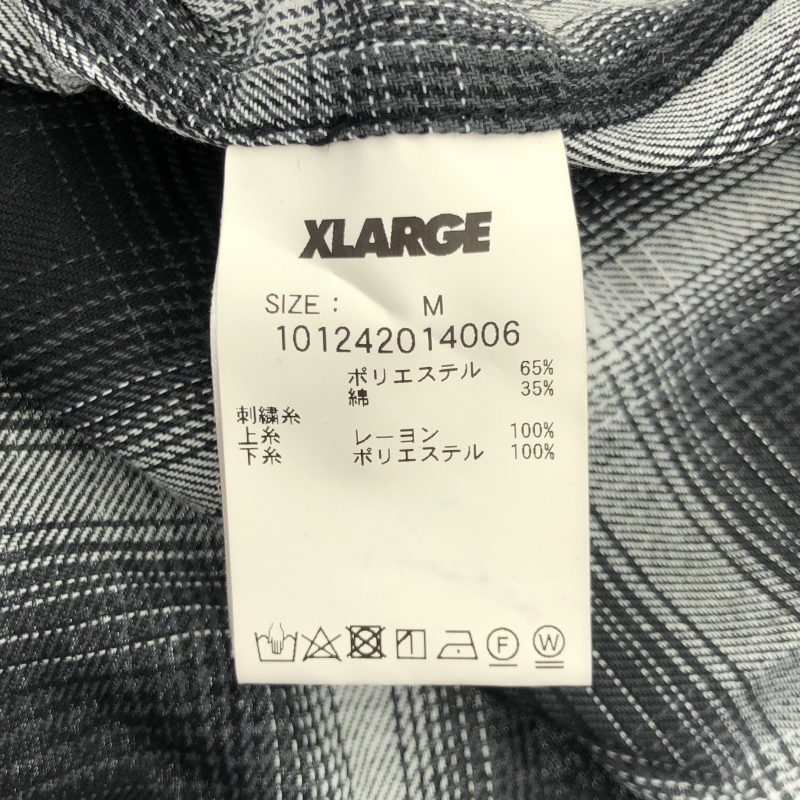 XLARGE
SIZE : M
101242014006
ポリエステル 65%
綿 35%
刺繍糸
上糸 レーヨン 100%
下糸 ポリエステル 100%
F W